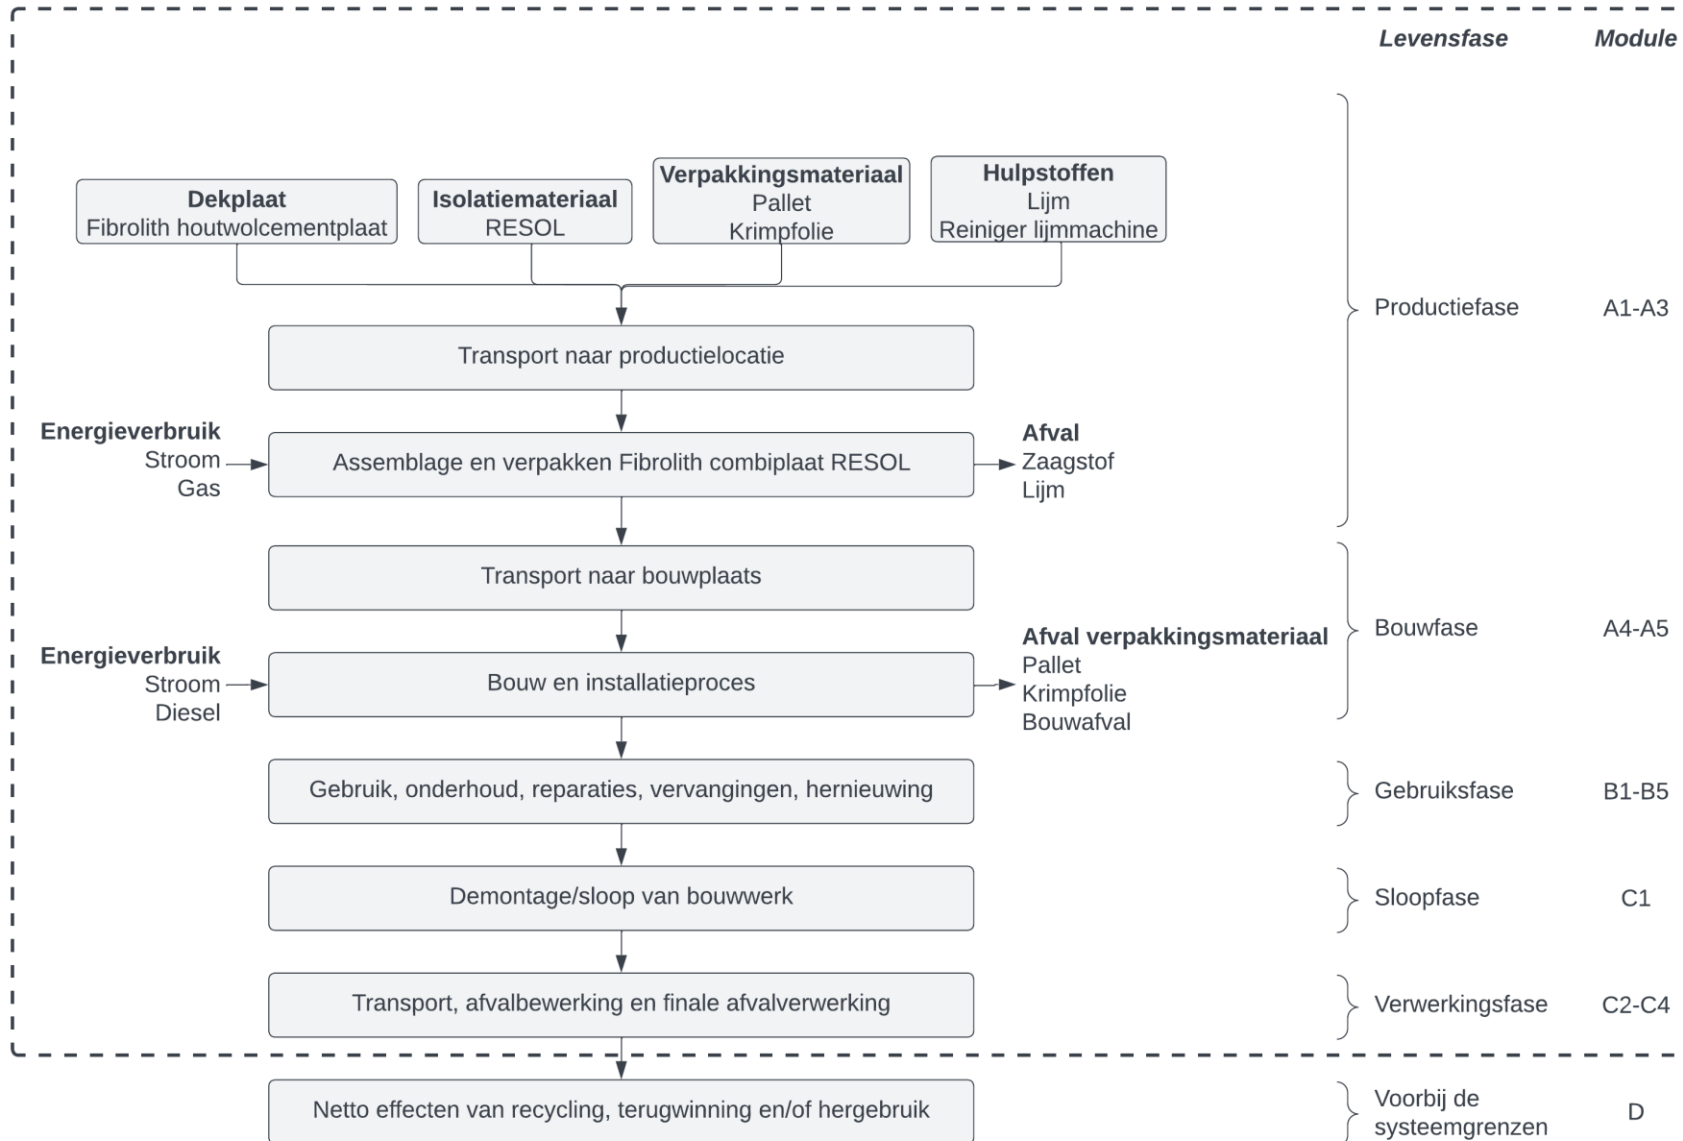 Levensfase Module
Dekplaat
Fibrolith houtwolcementplaat
Isolatiemateriaal
RESOL
Verpakkingsmateriaal
Pallet
Krimpfolie
Hulpstoffen
Lijm
Reiniger lijmmachine
Productiefase A1-A3
Transport naar productielocatie
Energieverbruik
Stroom
Gas
Assemblage en verpakken Fibrolith combiplaat RESOL
Afval
Zaagstof
Lijm
Transport naar bouwplaats
Bouwfase A4-A5
Energieverbruik
Stroom
Diesel
Bouw en installatieproces
Afval verpakkingsmateriaal
Pallet
Krimpfolie
Bouwafval
Gebruik, onderhoud, reparaties, vervangingen, hernieuwing
Gebruiksfase B1-B5
Demontage/sloop van bouwwerk
Sloopfase C1
Transport, afvalbewerking en finale afvalverwerking
Verwerkingsfase C2-C4
Netto effecten van recycling, terugwinning en/of hergebruik
Voorbij de
systeemgrenzen
D